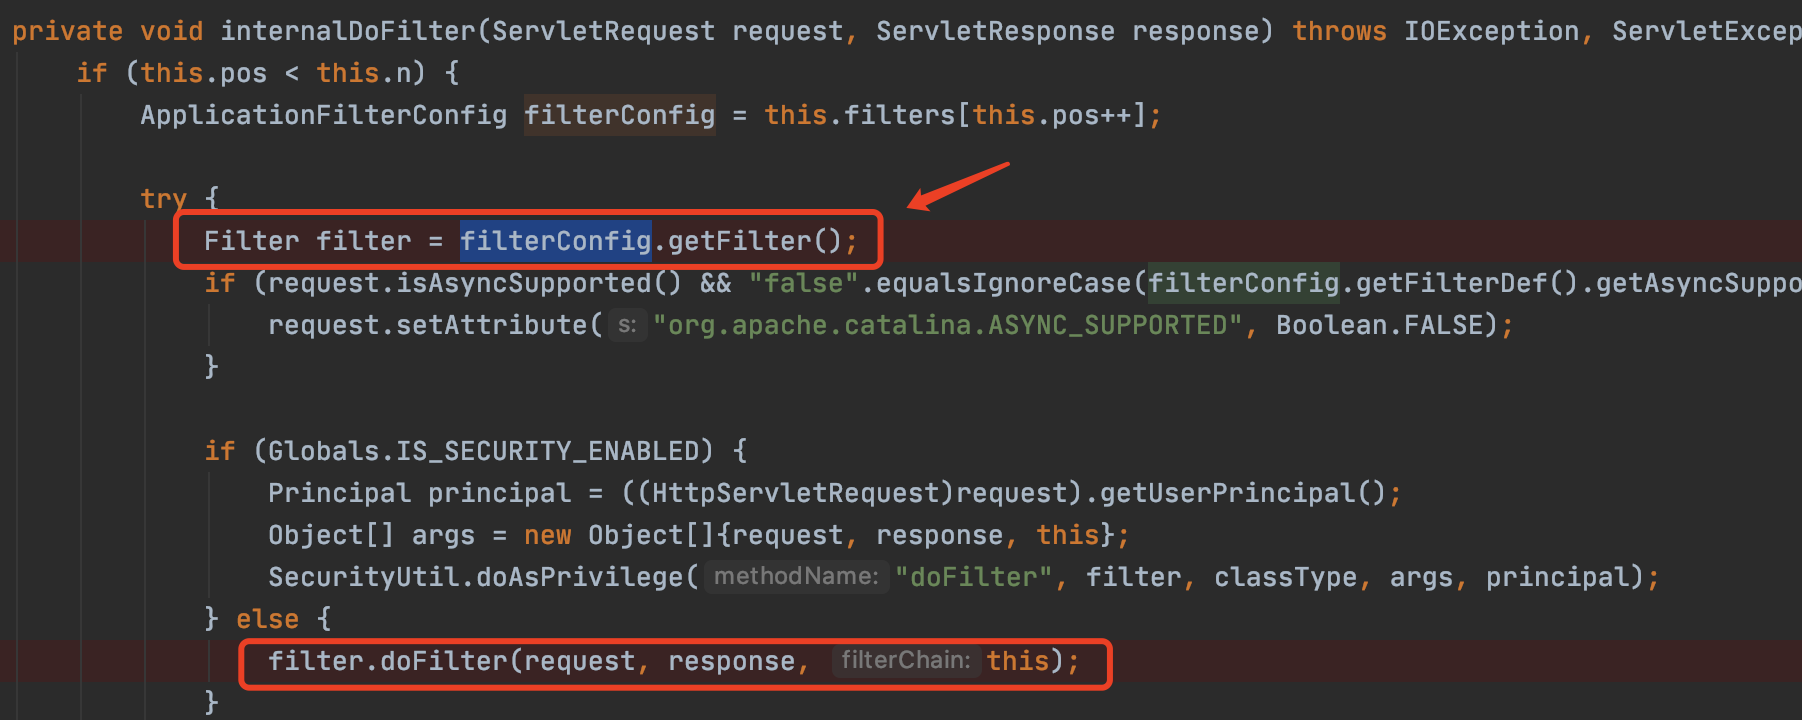 private void internalDoFilter(ServletRequest request, ServletResponse response) throws IOException, ServletExcep
if (this.pos < this.n) {
ApplicationFilterConfig filterConfig = this.filters[this.pos++];
try {
Filter filter = filterConfig.getFilter();
if (request.isAsyncSupported() && "false".equalsIgnoreCase(filterConfig.getFilterDef().getAsyncSuppo
request.setAttribute( s: "org.apache.catalina.ASYNC_SUPPORTED", Boolean.FALSE);
}
if (Globals.IS_SECURITY_ENABLED) {
Principal principal = ((HttpServletRequest)request).getUserPrincipal();
Object[] args = new Object[]{request, response, this};
SecurityUtil.doAsPrivilege( methodName: "doFilter", filter, classType, args, principal);
} else {
filter.doFilter(request, response, filterChain: this);
}